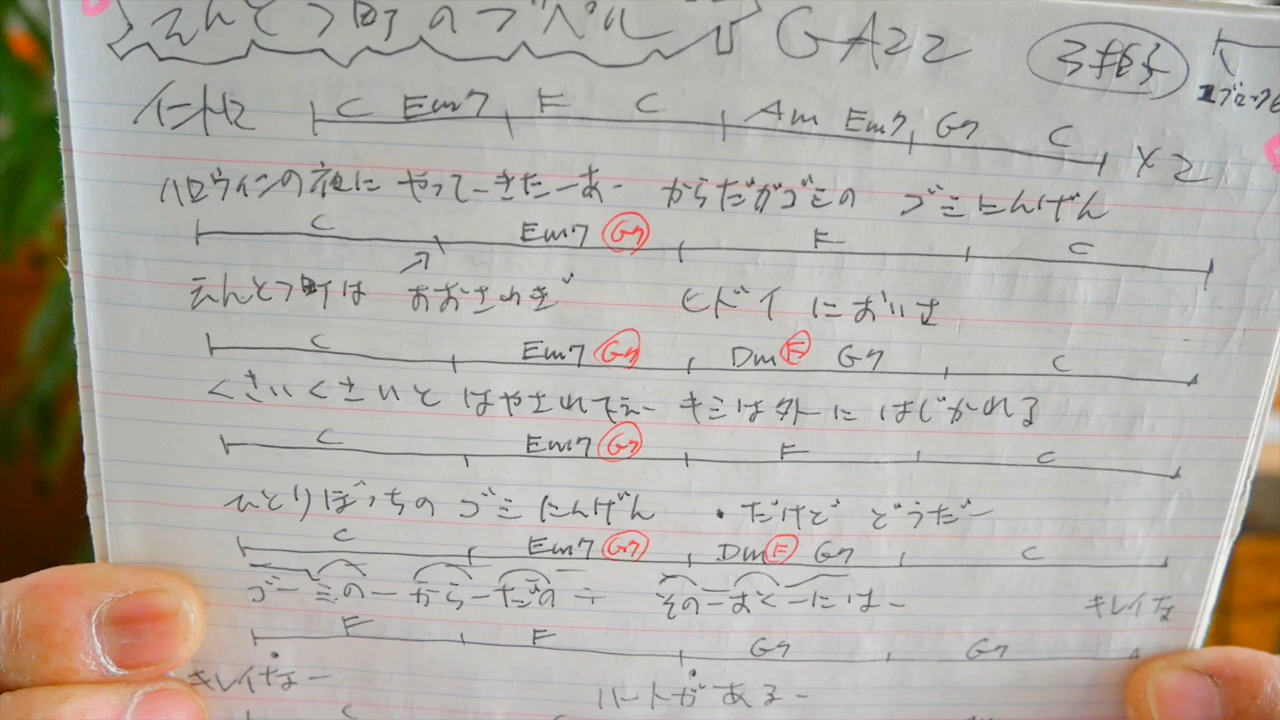 えんとつ町のプペル GA22 3拍子
イントロ C Em7 F C Am Em7 G7 C ×2
ハロウィンの夜に やってーきたーあー からだがゴミの ゴミにんげん
C Em7 G7 F C
えんとつ町は おおさわぎ ヒドイ においさ
C Em7 G7 Dm F G7 C
くさいくさいと はやされてえー キミは外に はじかれる
C Em7 G7 F C
ひとりぼっちの ゴミにんげん ・だけど どうだー
C Em7 G7 Dm F G7 C
ゴーミのーからーだの そのーおくーにはー キレイな
F F G7 G7
キレイなー ハートがあるー
C